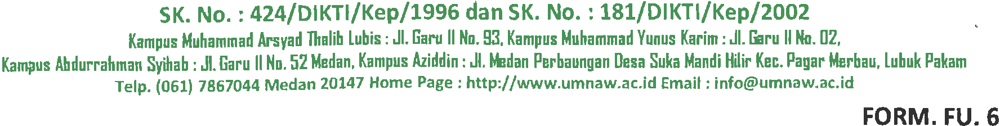 SK. No. : 424/DIKTI/Kep/1996 dan SK. No. : 181/DIKTI/Kep/2002
Kampus Muhammad Arsyad Thalib Lubis : Jl. Garu II No. 93, Kampus Muhammad Yunus Karim : Jl. Garu II No. 02,
Kampus Abdurrahman Syihab : Jl. Garu II No. 52 Medan, Kampus Aziddin : Jl. Medan Perbaungan Desa Suka Mandi Hilir Kec. Pagar Merbau, Lubuk Pakam
Telp. (061) 7867044 Medan 20147 Home Page : http://www.umnaw.ac.id Email : info@umnaw.ac.id
FORM. FU. 6